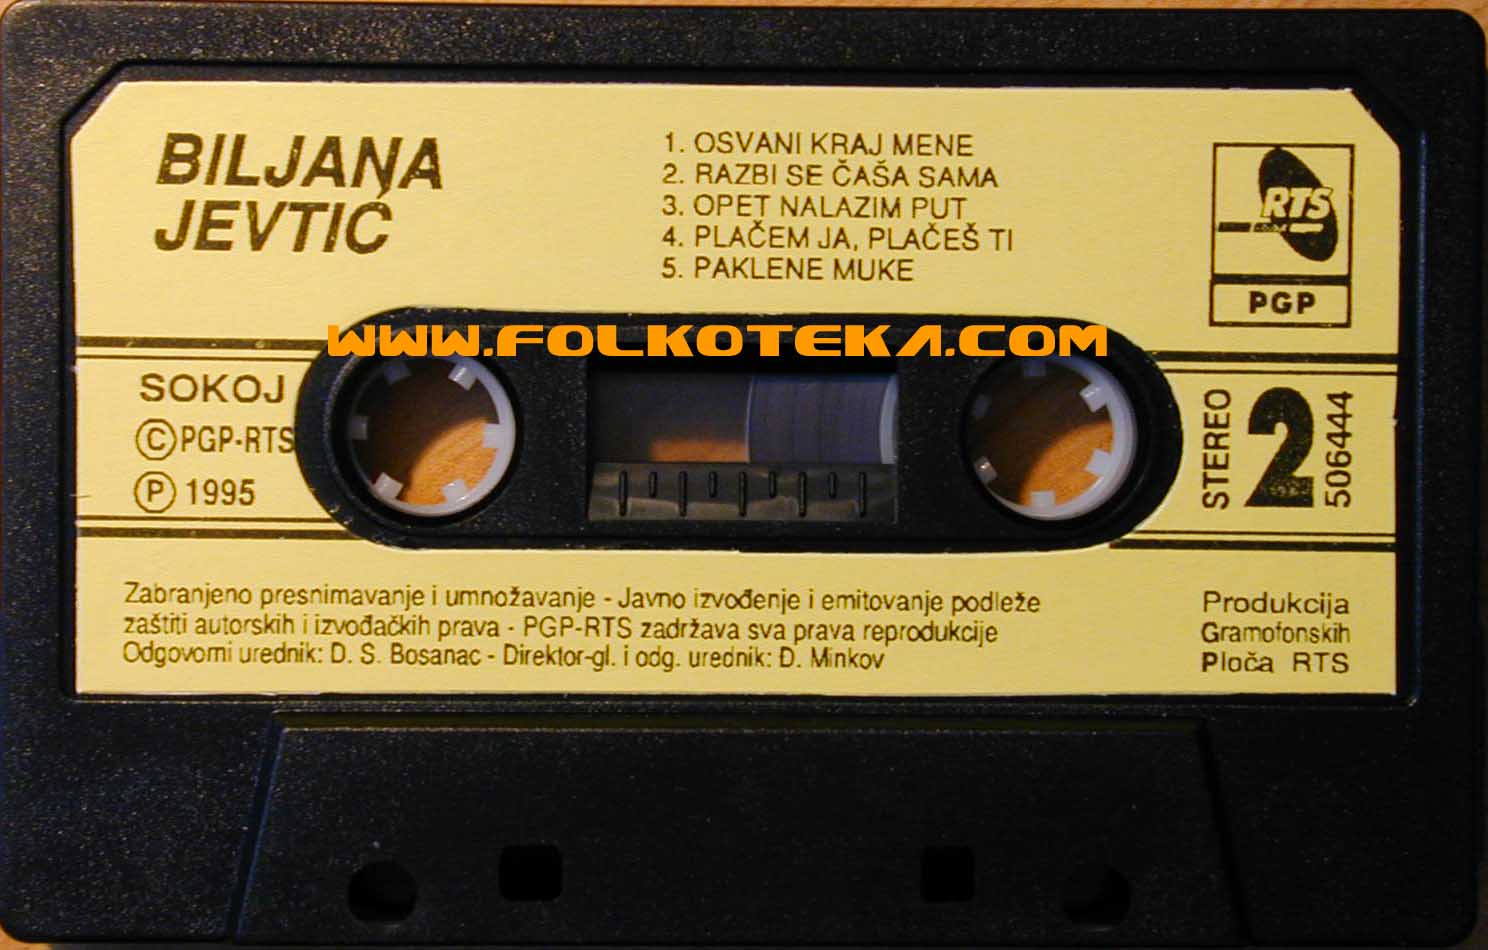 BILJANA
JEVTIĆ
1. OSVANI KRAJ MENE
2. RAZBI SE ČAŠA SAMA
3. OPET NALAZIM PUT
4. PLAČEM JA, PLAČEŠ TI
5. PAKLENE MUKE
RTS
PGP
WWW.FOLKOTEKA.COM
SOKOJ
© PGP-RTS
Ⓟ 1995
STEREO
2
506444
Zabranjeno presnimavanje i umnožavanje - Javno izvođenje i emitovanje podleže
zaštiti autorskih i izvođačkih prava - PGP-RTS zadržava sva prava reprodukcije
Odgovorni urednik: D. S. Bosanac - Direktor-gl. i odg. urednik: Đ. Minkov
Produkcija
Gramofonskih
Ploča RTS